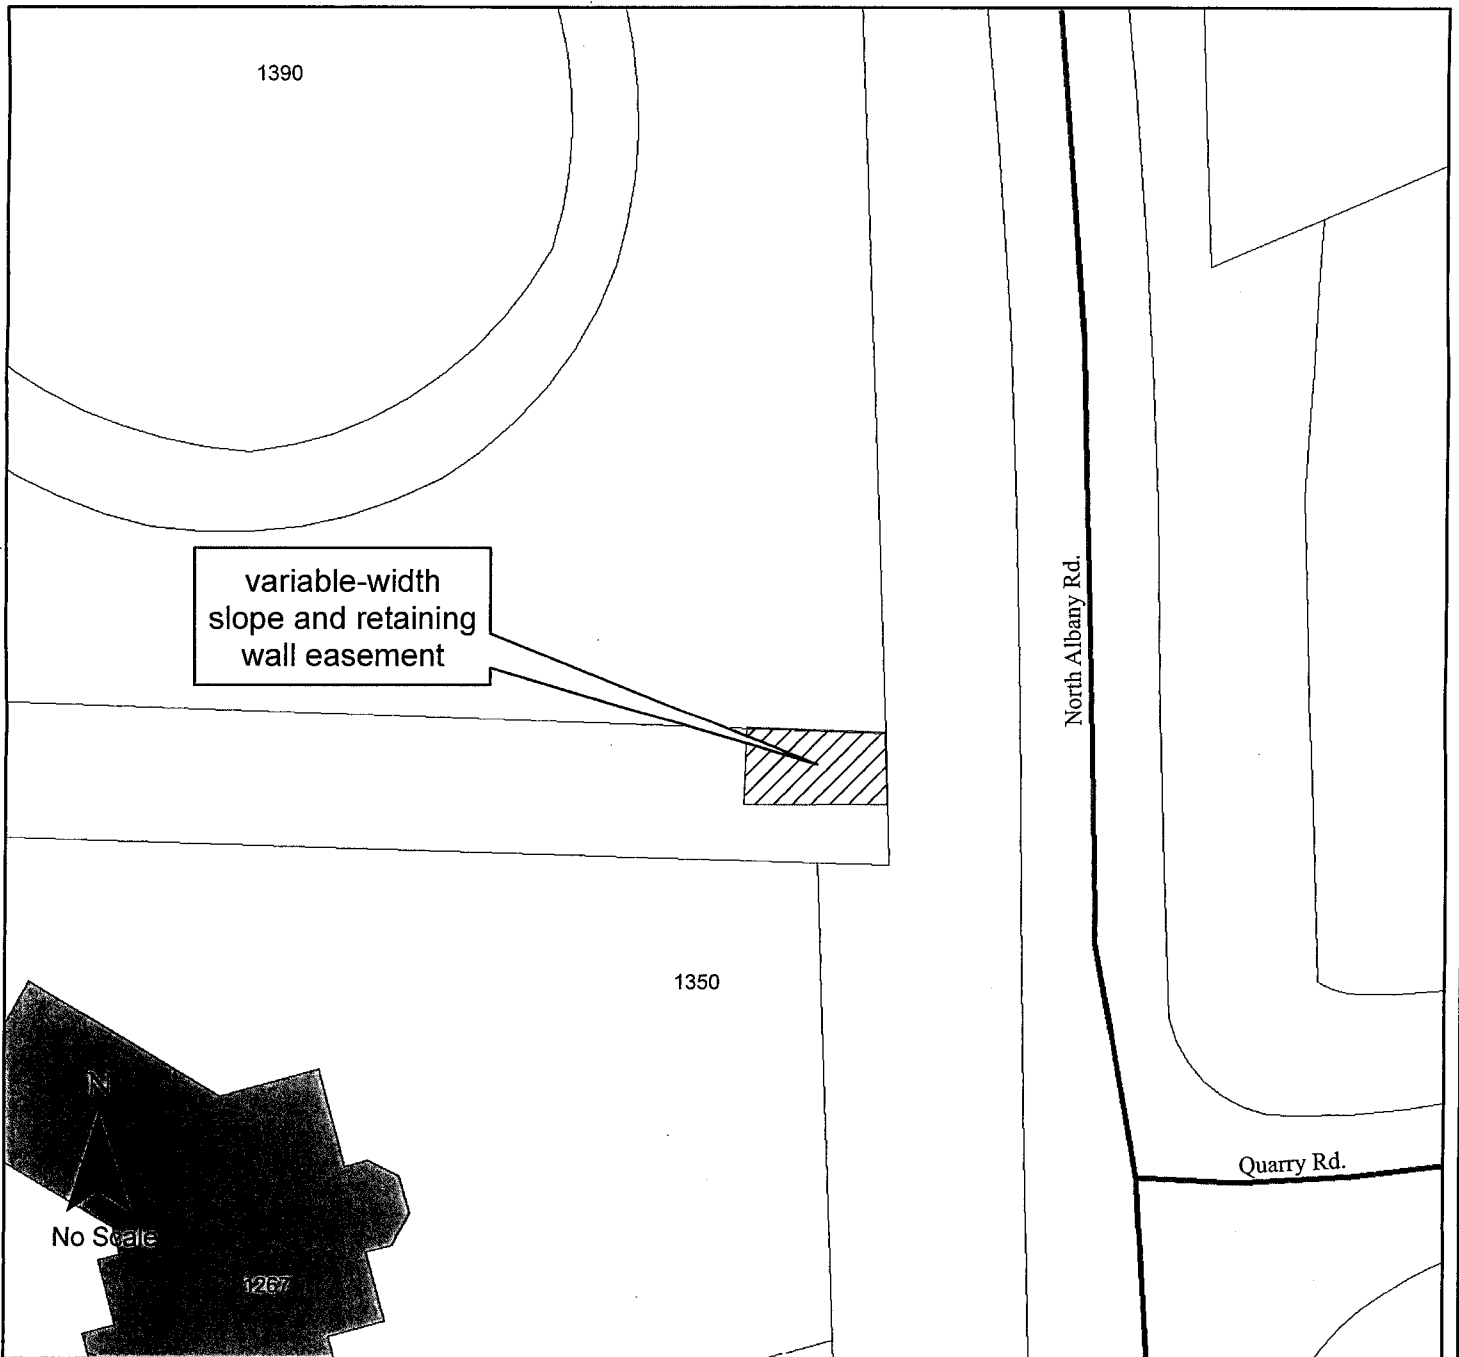 1390
variable-width
slope and retaining
wall easement
North Albany Rd.
1350
N
Quarry Rd.
No Scale
1267